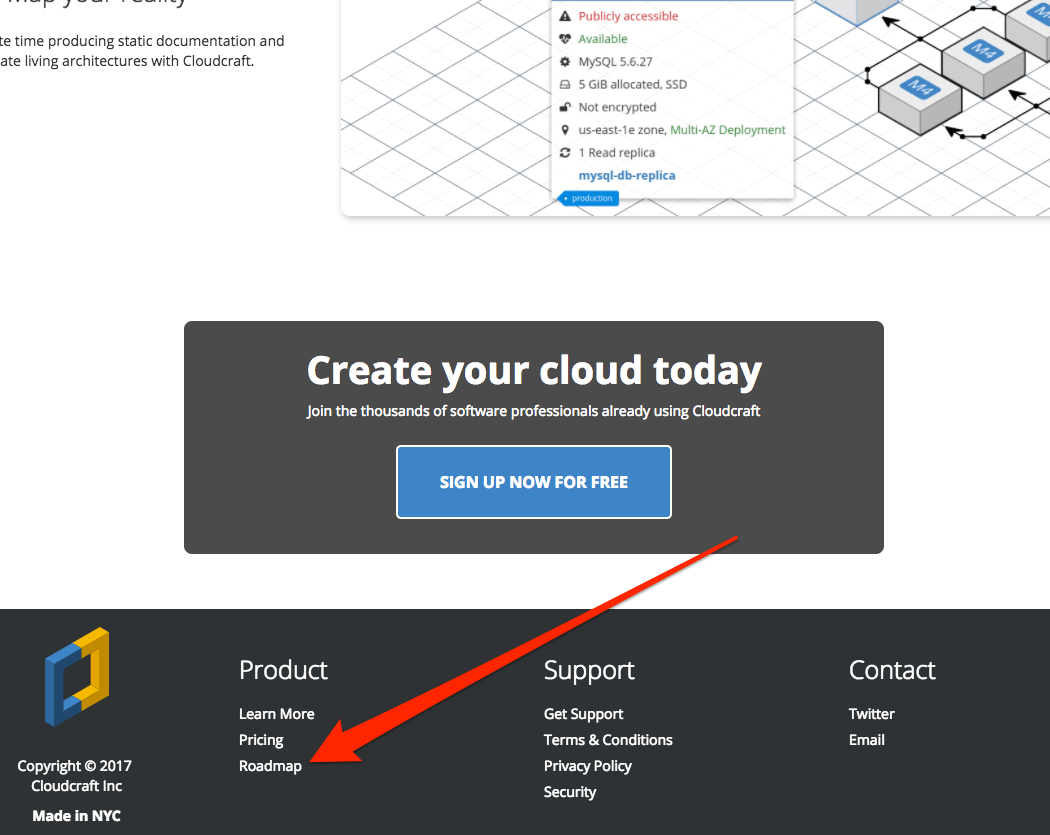 Map your reality
te time producing static documentation and
ate living architectures with Cloudcraft.
Publicly accessible
Available
MySQL 5.6.27
5 GiB allocated, SSD
Not encrypted
us-east-1e zone, Multi-AZ Deployment
1 Read replica
mysql-db-replica
production
M4
M4
Create your cloud today
Join the thousands of software professionals already using Cloudcraft
SIGN UP NOW FOR FREE
Product
Learn More
Pricing
Roadmap
Support
Get Support
Terms & Conditions
Privacy Policy
Security
Contact
Twitter
Email
Copyright © 2017
Cloudcraft Inc
Made in NYC